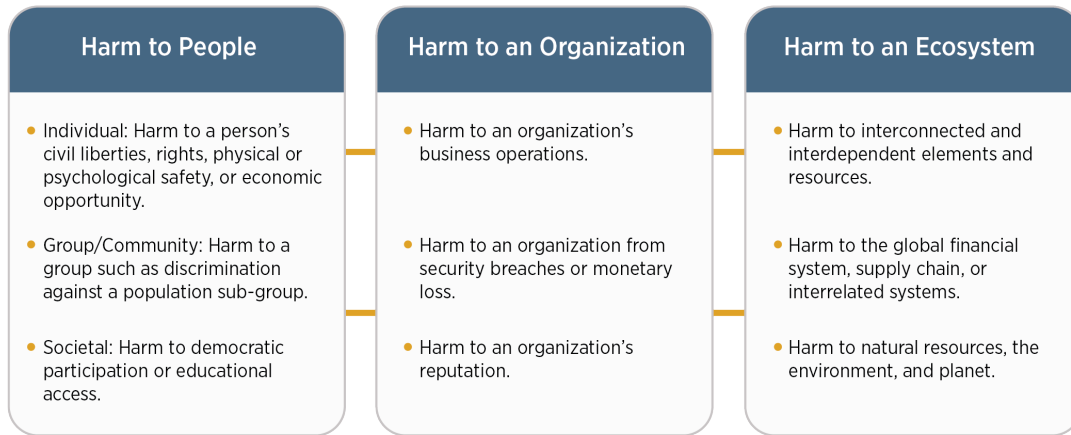 Harm to People
Individual: Harm to a person's
civil liberties, rights, physical or
psychological safety, or economic
opportunity.
Group/Community: Harm to a
group such as discrimination
against a population sub-group.
Societal: Harm to democratic
participation or educational
access.
Harm to an Organization
Harm to an organization's
business operations.
Harm to an organization from
security breaches or monetary
loss.
Harm to an organization's
reputation.
Harm to an Ecosystem
Harm to interconnected and
interdependent elements and
resources.
Harm to the global financial
system, supply chain, or
interrelated systems.
Harm to natural resources, the
environment, and planet.